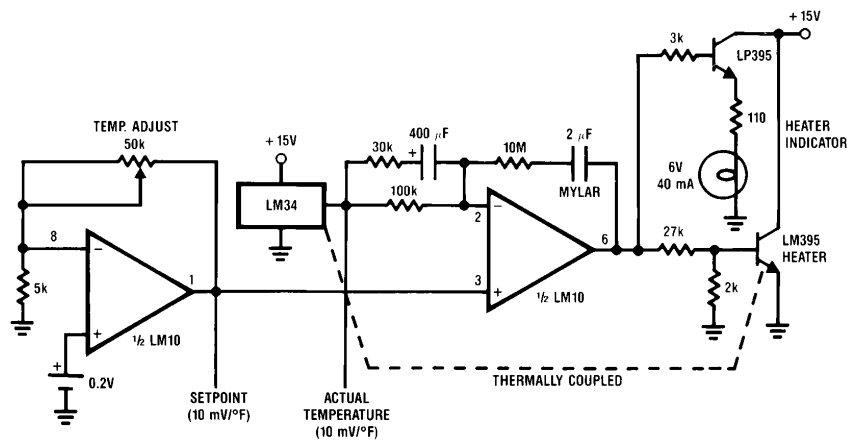 + 15V
3k
LP395
TEMP. ADJUST
50k
+ 15V
30k
+
400 μF
10M
2 μF
MYLAR
110
HEATER
INDICATOR
6V
40 mA
LM34
100k
8
−
2
−
6
27k
LM395
HEATER
5k
1
3
+
2k
+
½ LM10
½ LM10
+
0.2V
THERMALLY COUPLED
SETPOINT
(10 mV/°F)
ACTUAL
TEMPERATURE
(10 mV/°F)